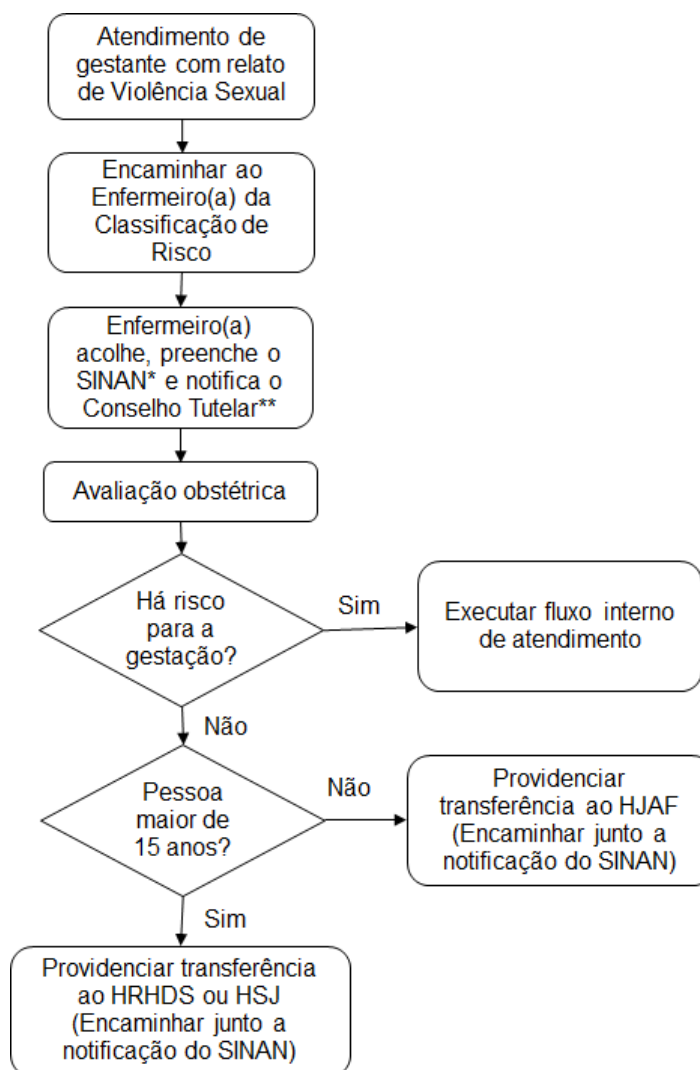 Atendimento de
gestante com relato
de Violência Sexual
Encaminhar ao
Enfermeiro(a) da
Classificação de
Risco
Enfermeiro(a)
acolhe, preenche o
SINAN* e notifica o
Conselho Tutelar**
Avaliação obstétrica
Há risco
para a
gestação?
Sim
Executar fluxo interno
de atendimento
Não
Pessoa
maior de
15 anos?
Não
Providenciar
transferência ao HJAF
(Encaminhar junto a
notificação do SINAN)
Sim
Providenciar transferência
ao HRHDS ou HSJ
(Encaminhar junto a
notificação do SINAN)